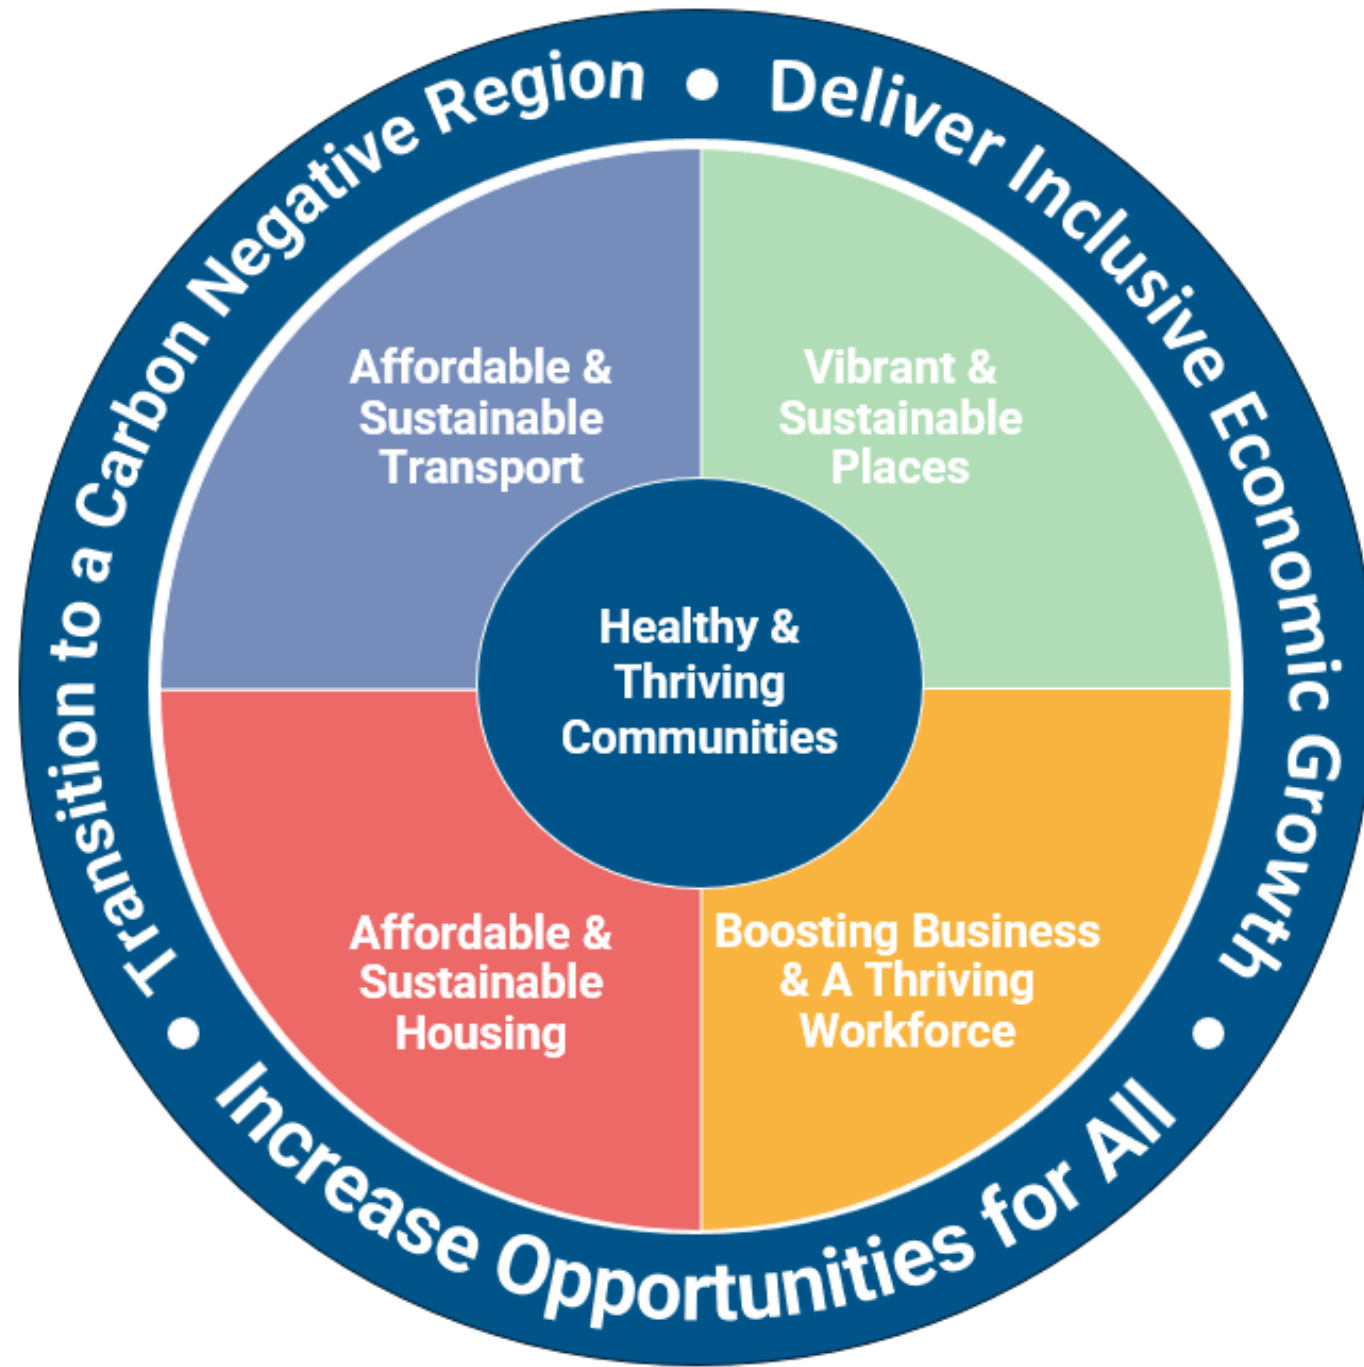 Transition to a Carbon Negative Region • Deliver Inclusive Economic Growth • Increase Opportunities for All •
Affordable &
Sustainable
Transport
Vibrant &
Sustainable
Places
Healthy &
Thriving
Communities
Affordable &
Sustainable
Housing
Boosting Business
& A Thriving
Workforce